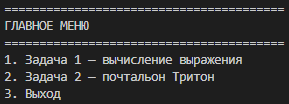 ========================================
ГЛАВНОЕ МЕНЮ
========================================
1. Задача 1 — вычисление выражения
2. Задача 2 — почтальон Тритон
3. Выход